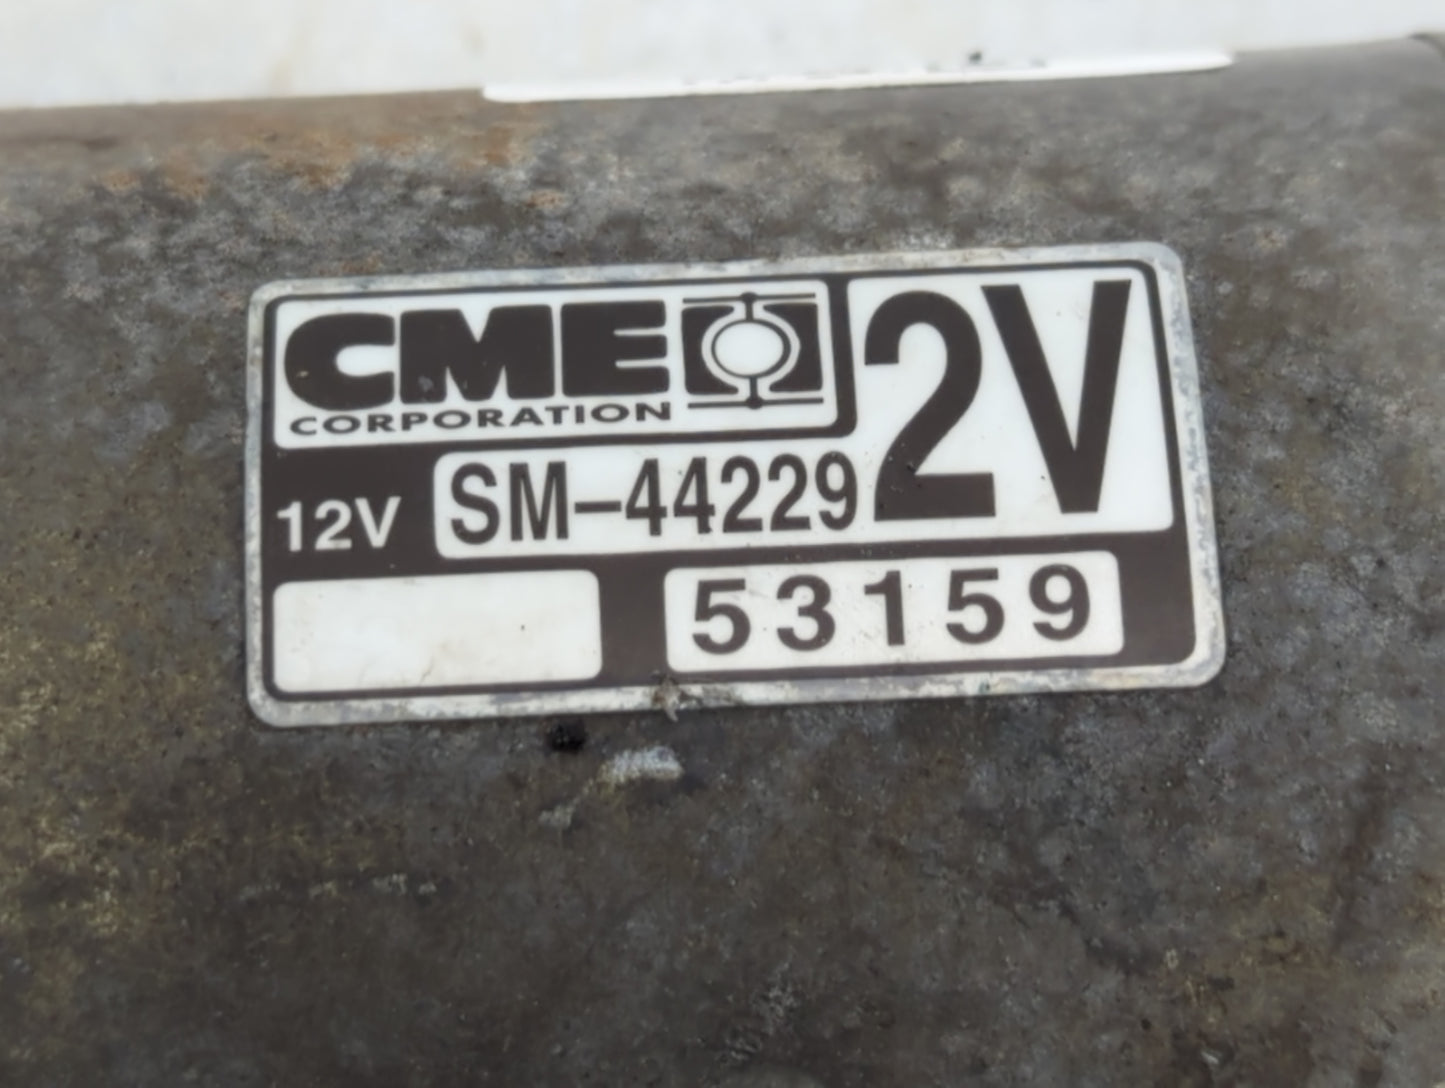 CME
CORPORATION
2V
12V SM-44229
53159